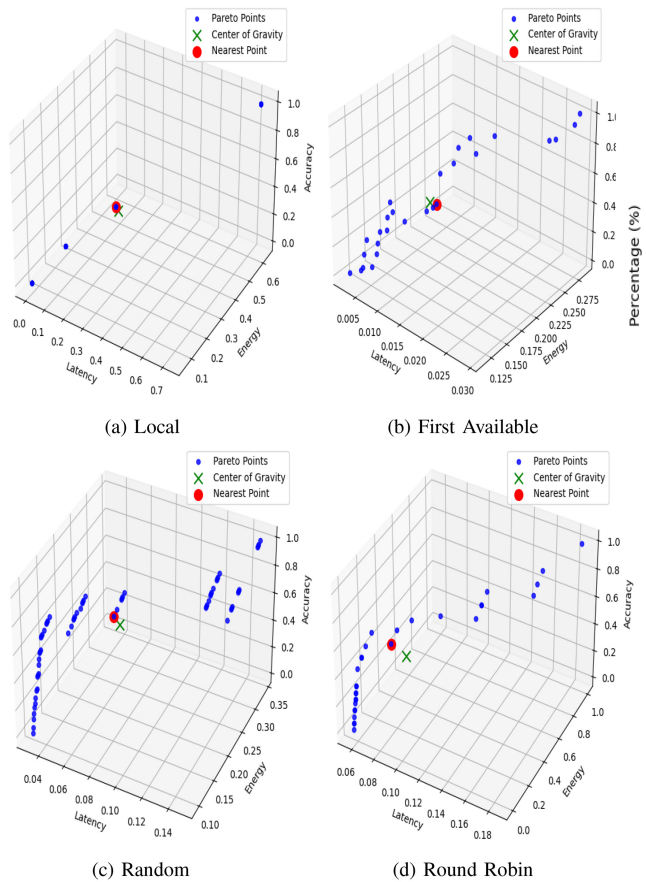 Pareto Points
Center of Gravity
Nearest Point
1.0
0.8
0.6
0.4
0.2
0.0
Accuracy
0.0
0.1
0.2
0.3
0.4
0.5
0.6
0.7
Latency
0.1
0.2
0.3
0.4
0.5
0.6
Energy
(a) Local
Pareto Points
Center of Gravity
Nearest Point
0.8
0.6
0.4
0.2
0.0
Percentage (%)
0.005
0.010
0.015
0.020
0.025
0.030
Latency
0.125
0.150
0.175
0.200
0.225
0.250
0.275
Energy
(b) First Available
Pareto Points
Center of Gravity
Nearest Point
1.0
0.8
0.6
0.4
0.2
0.0
Accuracy
0.04
0.06
0.08
0.10
0.12
0.14
Latency
0.10
0.15
0.20
0.25
0.30
0.35
Energy
(c) Random
Pareto Points
Center of Gravity
Nearest Point
1.0
0.8
0.6
0.4
0.2
0.0
Accuracy
0.06
0.08
0.10
0.12
0.14
0.16
0.18
Latency
0.0
0.2
0.4
0.6
0.8
1.0
Energy
(d) Round Robin